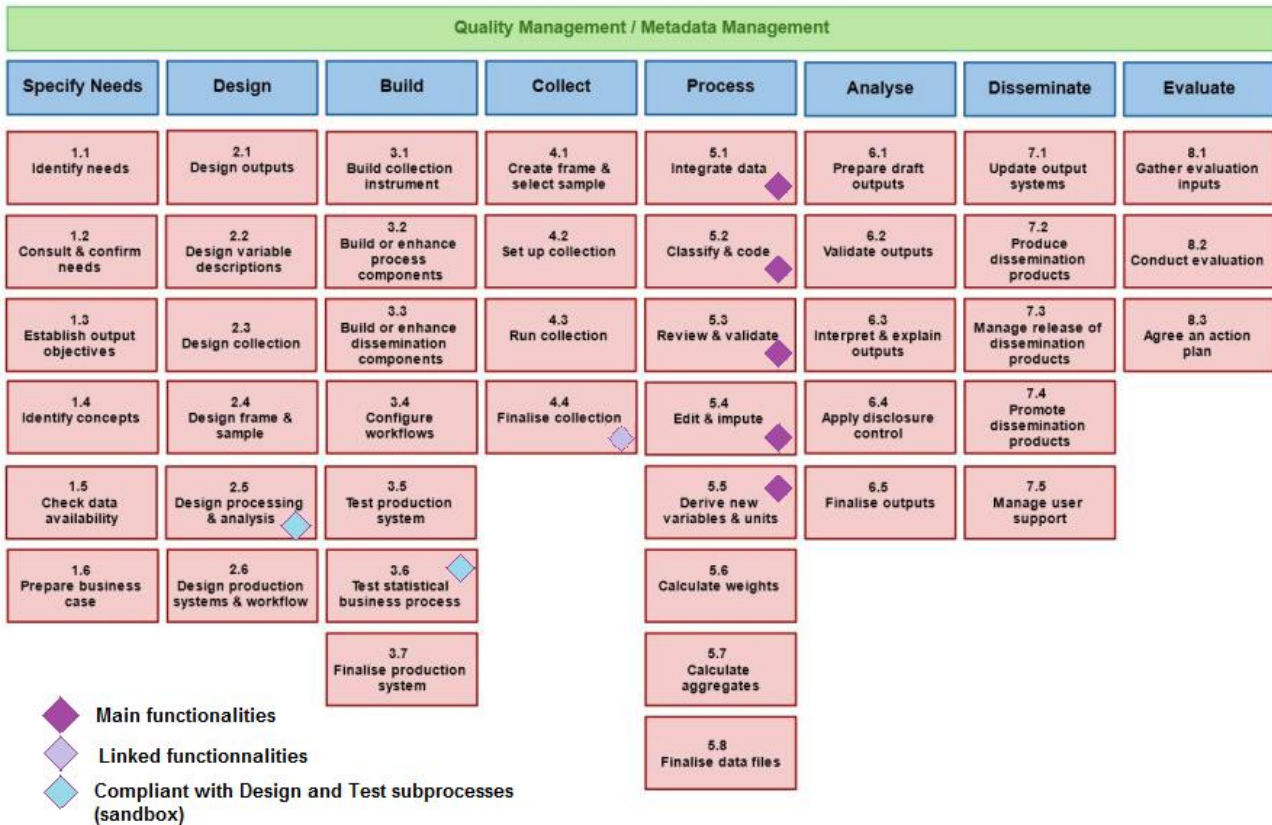 Quality Management / Metadata Management
Specify Needs
Design
Build
Collect
Process
Analyse
Disseminate
Evaluate
1.1
Identify needs
2.1
Design outputs
3.1
Build collection
instrument
4.1
Create frame &
select sample
5.1
Integrate data
6.1
Prepare draft
outputs
7.1
Update output
systems
8.1
Gather evaluation
inputs
1.2
Consult & confirm
needs
2.2
Design variable
descriptions
3.2
Build or enhance
process
components
4.2
Set up collection
5.2
Classify & code
6.2
Validate outputs
7.2
Produce
dissemination
products
8.2
Conduct evaluation
1.3
Establish output
objectives
2.3
Design collection
3.3
Build or enhance
dissemination
components
4.3
Run collection
5.3
Review & validate
6.3
Interpret & explain
outputs
7.3
Manage release of
dissemination
products
8.3
Agree an action
plan
1.4
Identify concepts
2.4
Design frame &
sample
3.4
Configure
workflows
4.4
Finalise collection
5.4
Edit & impute
6.4
Apply disclosure
control
7.4
Promote
dissemination
products
1.5
Check data
availability
2.5
Design processing
& analysis
3.5
Test production
system
5.5
Derive new
variables & units
6.5
Finalise outputs
7.5
Manage user
support
1.6
Prepare business
case
2.6
Design production
systems & workflow
3.6
Test statistical
business process
5.6
Calculate weights
3.7
Finalise production
system
5.7
Calculate
aggregates
5.8
Finalise data files
Main functionalities
Linked functionnalities
Compliant with Design and Test subprocesses
(sandbox)